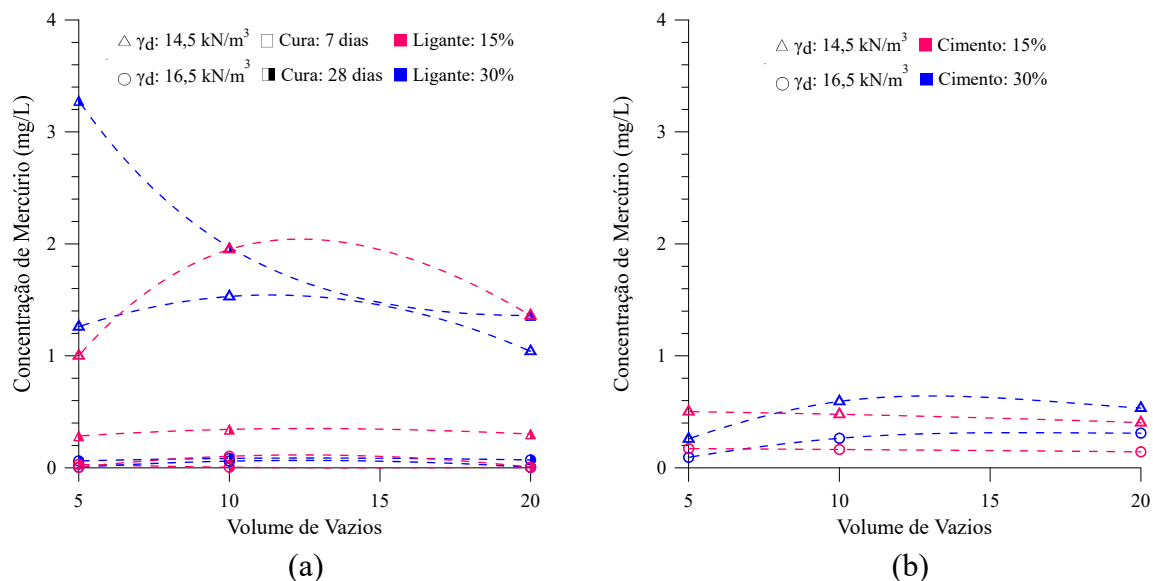 4
3
2
1
0
Concentração de Mercúrio (mg/L)
γd: 14,5 kN/m³ Cura: 7 dias Ligante: 15%
γd: 16,5 kN/m³ Cura: 28 dias Ligante: 30%
5 10 15 20
Volume de Vazios
(a)
4
3
2
1
0
Concentração de Mercúrio (mg/L)
γd: 14,5 kN/m³ Cimento: 15%
γd: 16,5 kN/m³ Cimento: 30%
5 10 15 20
Volume de Vazios
(b)